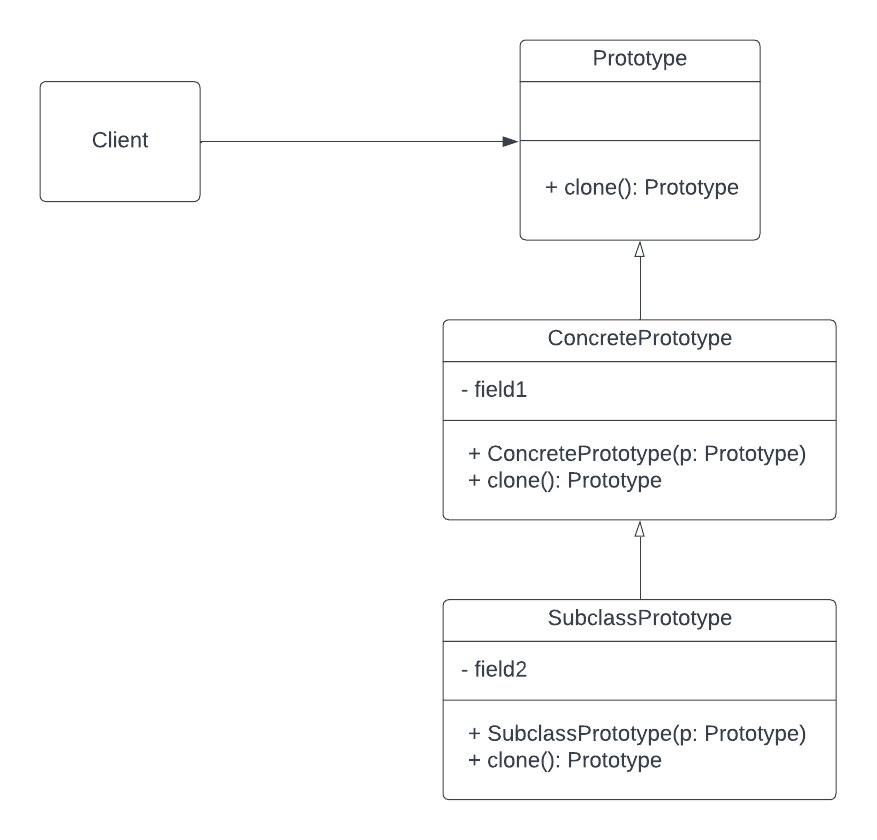 Prototype
Client
+ clone(): Prototype
ConcretePrototype
- field1
+ ConcretePrototype(p: Prototype)
+ clone(): Prototype
SubclassPrototype
- field2
+ SubclassPrototype(p: Prototype)
+ clone(): Prototype